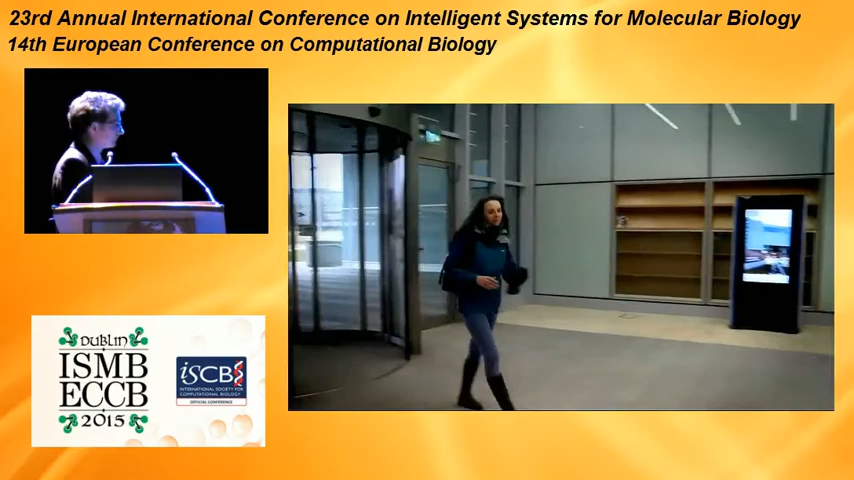 23rd Annual International Conference on Intelligent Systems for Molecular Biology
14th European Conference on Computational Biology
DUBLIN
ISMB
ECCB
2015
ISCB
INTERNATIONAL SOCIETY FOR
COMPUTATIONAL BIOLOGY
OFFICIAL CONFERENCE